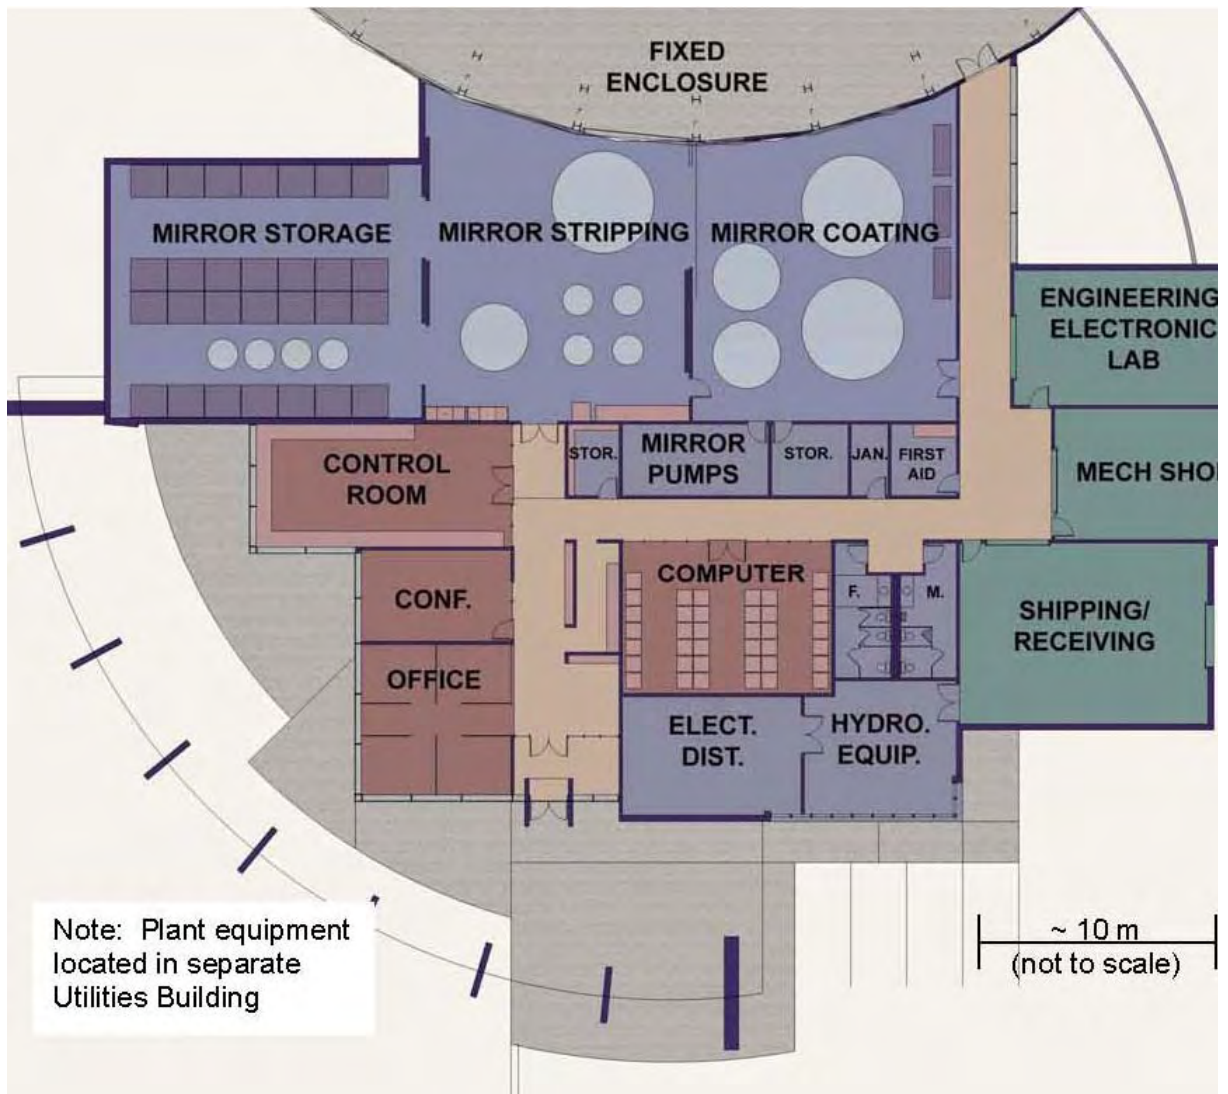 FIXED
ENCLOSURE
MIRROR STORAGE
MIRROR STRIPPING
MIRROR COATING
ENGINEERING
ELECTRONIC
LAB
CONTROL
ROOM
STOR.
MIRROR
PUMPS
STOR.
JAN.
FIRST
AID
MECH SHO
CONF.
COMPUTER
F.
M.
SHIPPING/
RECEIVING
OFFICE
ELECT.
DIST.
HYDRO.
EQUIP.
Note: Plant equipment
located in separate
Utilities Building
~ 10 m
(not to scale)